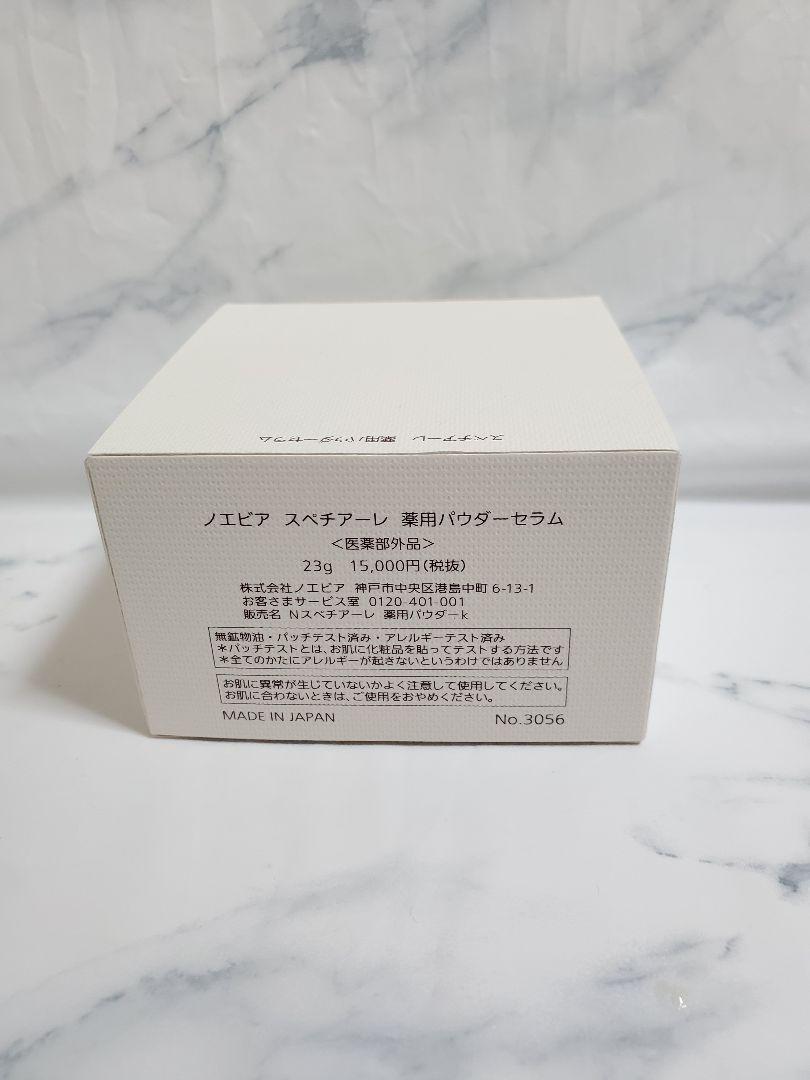 スペチアーレ 薬用パウダーセラム
ノエビア スペチアーレ 薬用パウダーセラム
＜医薬部外品＞
23g 15,000円(税抜)
株式会社ノエビア 神戸市中央区港島中町 6-13-1
お客さまサービス室 0120-401-001
販売名 Nスペチアーレ 薬用パウダーk
無鉱物油・パッチテスト済み・アレルギーテスト済み
＊パッチテストとは、お肌に化粧品を貼ってテストする方法です
＊全てのかたにアレルギーが起きないというわけではありません
お肌に異常が生じていないかよく注意して使用してください。
お肌に合わないときは、ご使用をおやめください。
MADE IN JAPAN No.3056